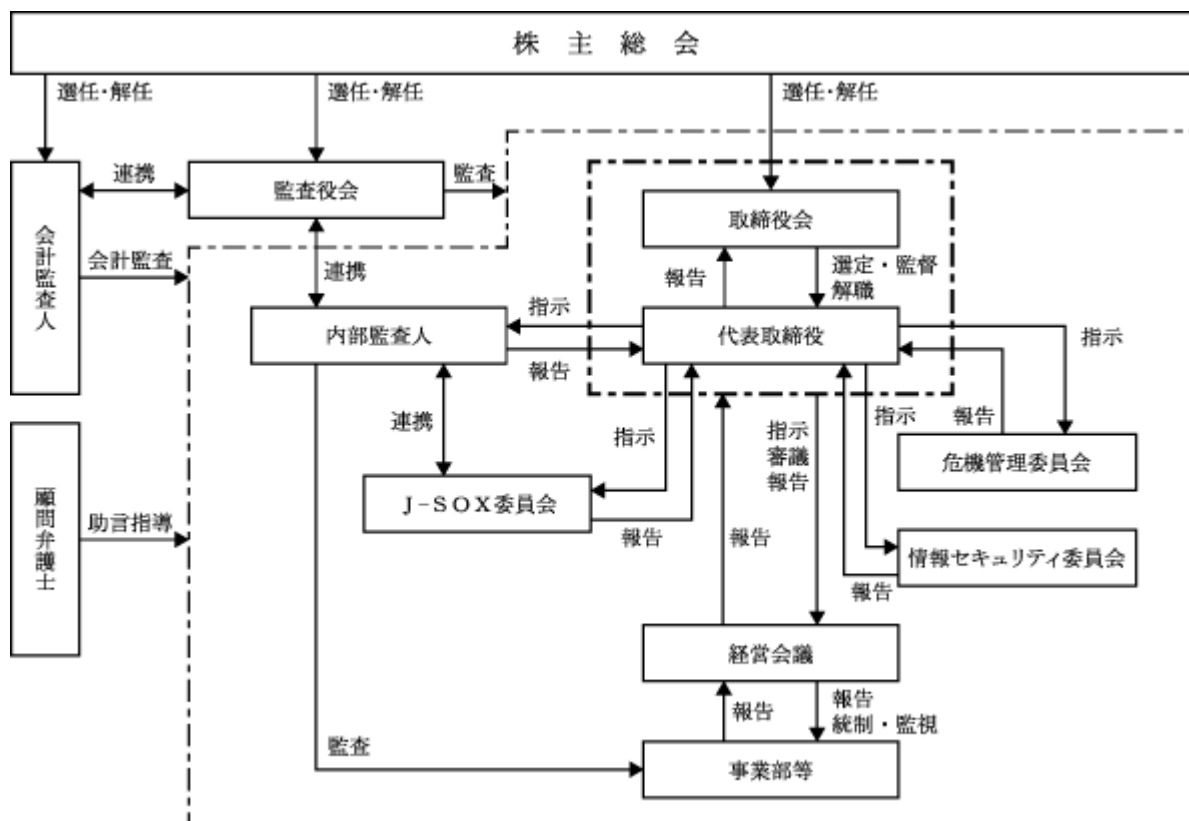 株主総会
選任・解任
選任・解任
選任・解任
会計監査人
連携
監査役会
監査
取締役会
会計監査
連携
報告
選定・監督
解職
指示
内部監査人
報告
代表取締役
指示
連携
指示
指示
審議
報告
指示
報告
危機管理委員会
顧問弁護士
助言指導
J-SOX委員会
報告
報告
報告
情報セキュリティ委員会
経営会議
報告
報告
統制・監視
監査
事業部等